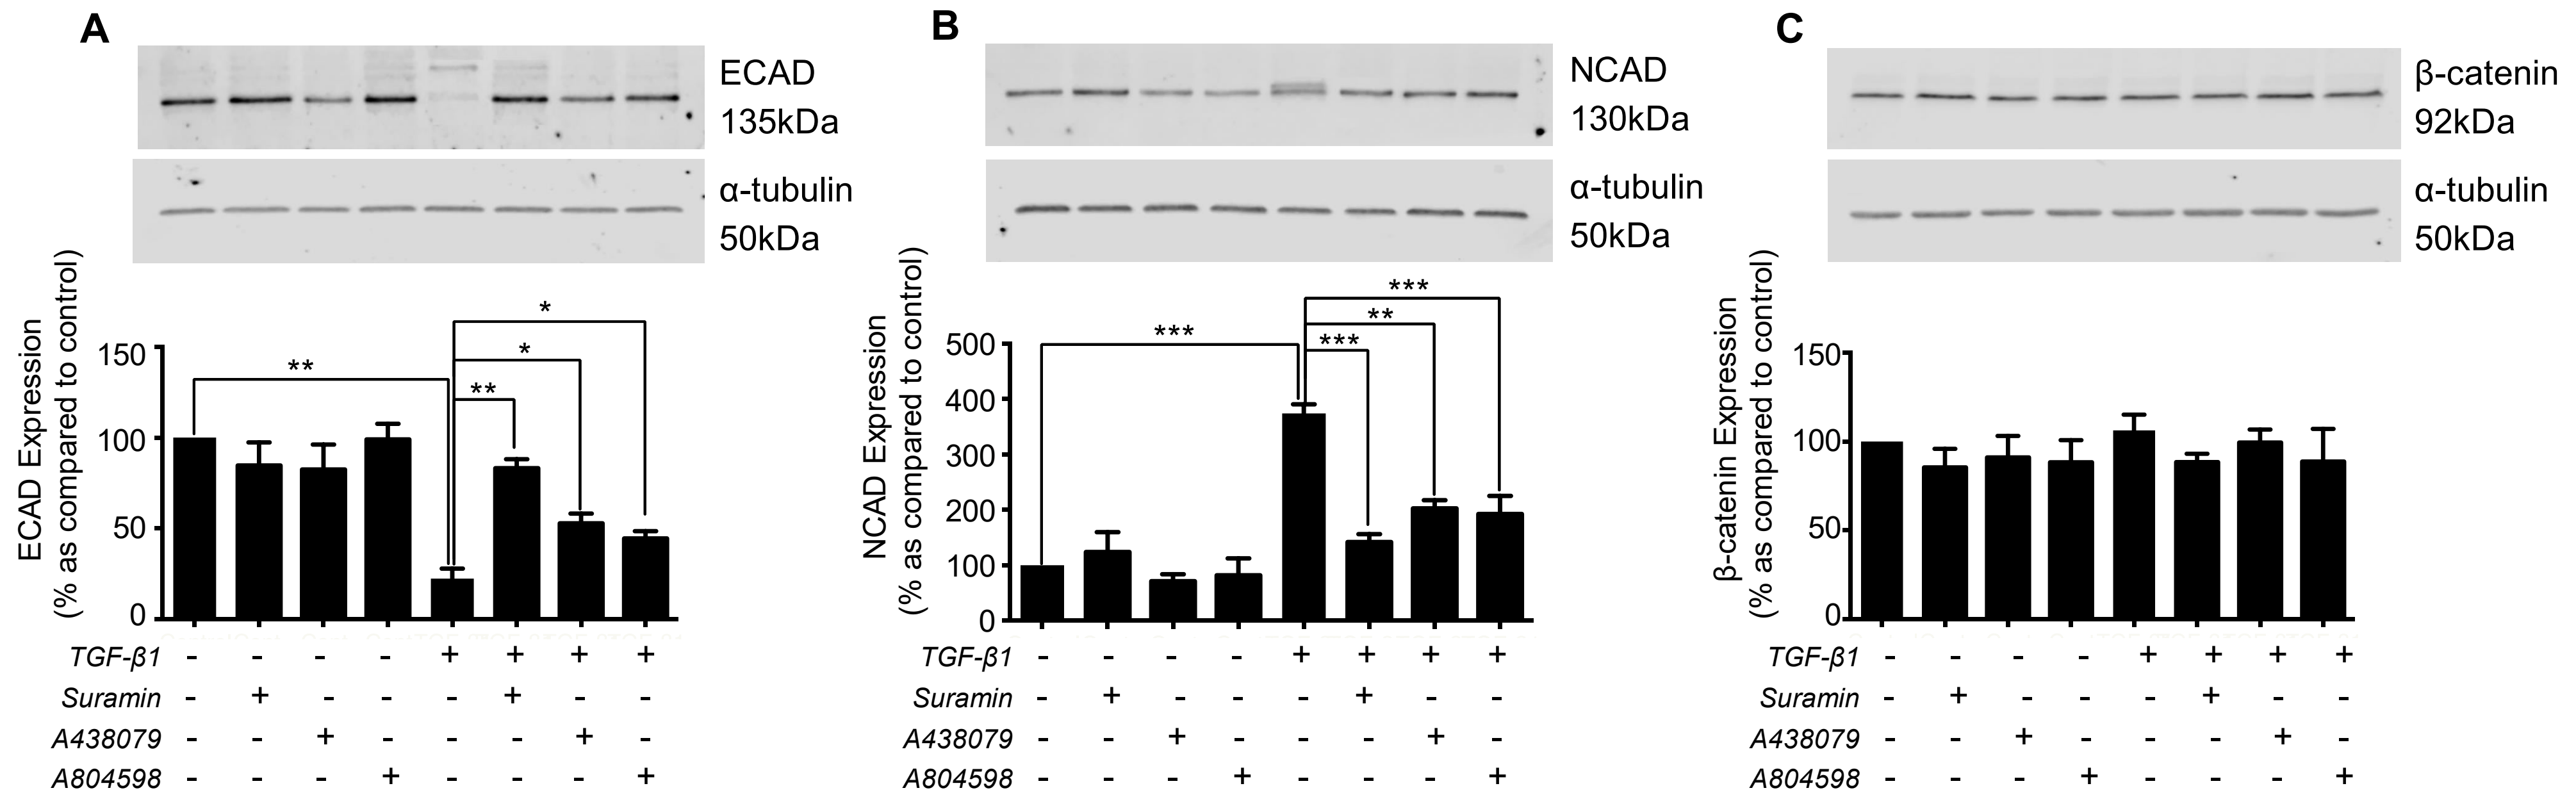 A
ECAD
135kDa
α-tubulin
50kDa
ECAD Expression
(% as compared to control)
150
100
50
0
**
**
*
*
TGF-β1 - - - - + + + +
Suramin - + - - - + - -
A438079 - - + - - - + -
A804598 - - - + - - - +
B
NCAD
130kDa
α-tubulin
50kDa
NCAD Expression
(% as compared to control)
500
400
300
200
100
0
***
***
**
***
TGF-β1 - - - - + + + +
Suramin - + - - - + - -
A438079 - - + - - - + -
A804598 - - - + - - - +
C
β-catenin
92kDa
α-tubulin
50kDa
β-catenin Expression
(% as compared to control)
150
100
50
0
TGF-β1 - - - - + + + +
Suramin - + - - - + - -
A438079 - - + - - - + -
A804598 - - - + - - - +